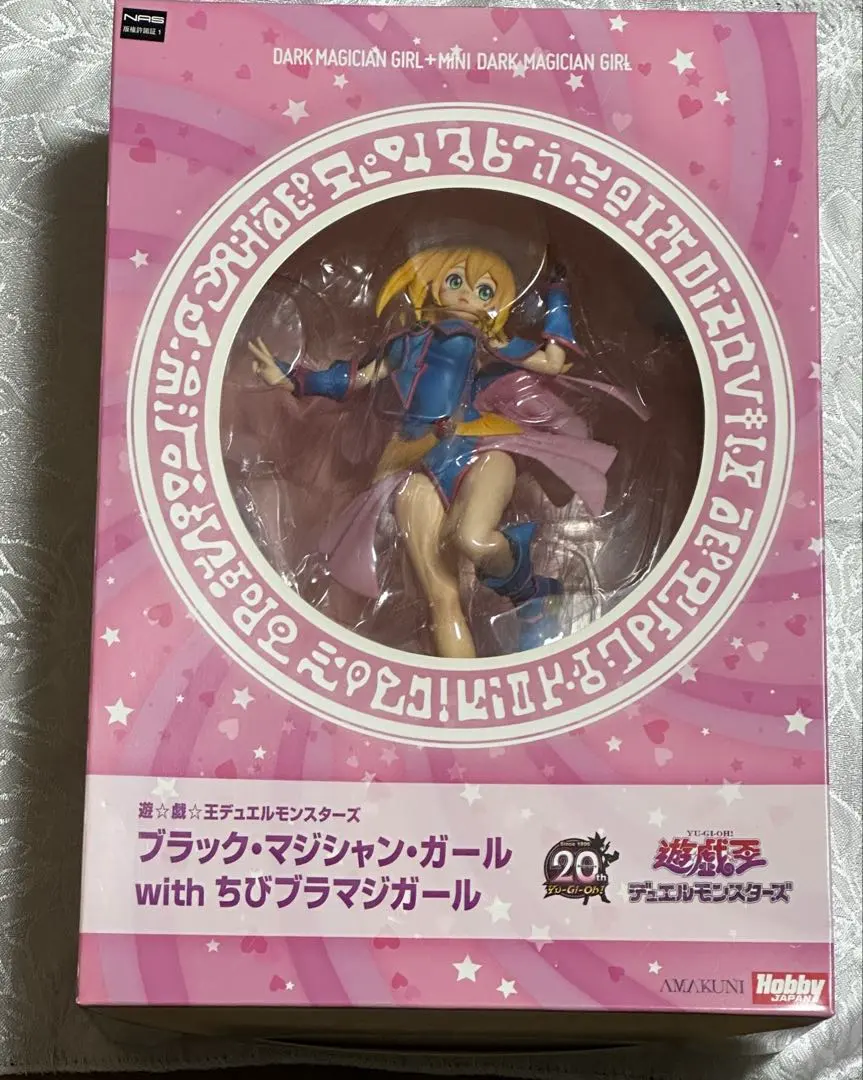 NAS
版権許諾証 1
DARK MAGICIAN GIRL + MINI DARK MAGICIAN GIRL
遊☆戯☆王デュエルモンスターズ
ブラック・マジシャン・ガール
with ちびブラマジガール
Since 1996
20th
Yu-Gi-Oh!
YU-GI-OH!
遊戯王
デュエルモンスターズ
AMAKUNI
Hobby
JAPAN